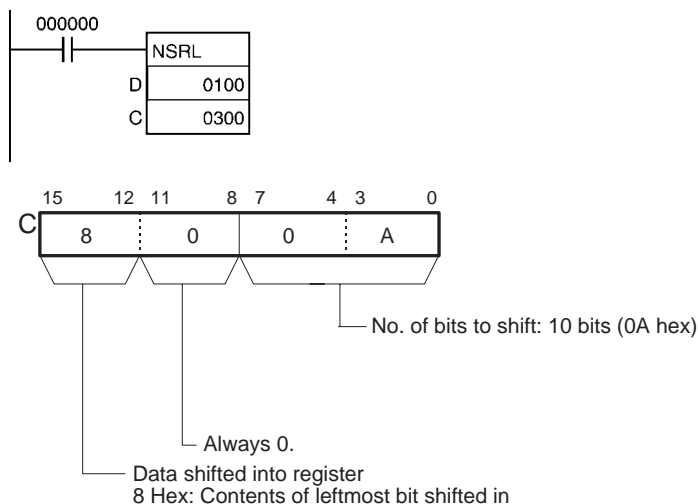 000000
NSRL
D 0100
C 0300
15 12 11 8 7 4 3 0
C 8 0 0 A
No. of bits to shift: 10 bits (0A hex)
Always 0.
Data shifted into register
8 Hex: Contents of leftmost bit shifted in